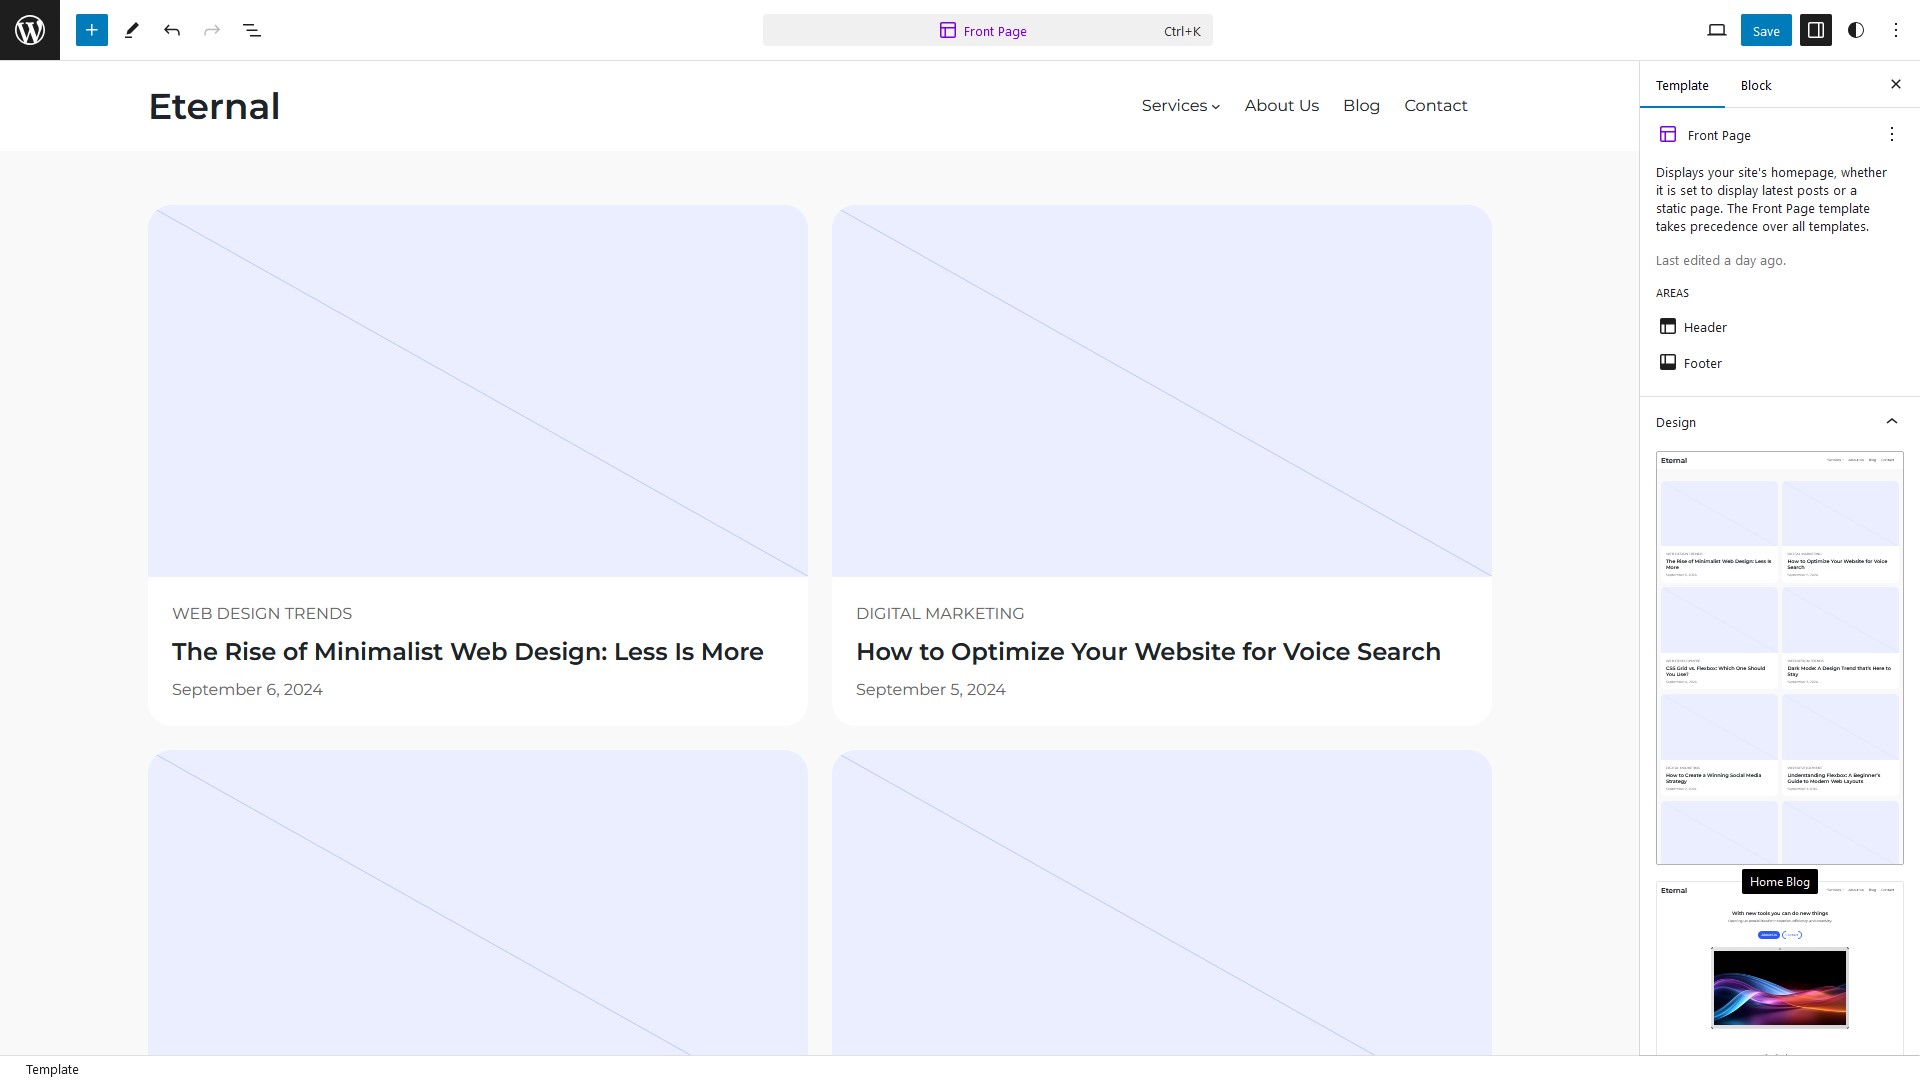 Front Page
Ctrl+K
Save
Eternal
Services
About Us
Blog
Contact
WEB DESIGN TRENDS
The Rise of Minimalist Web Design: Less Is More
September 6, 2024
DIGITAL MARKETING
How to Optimize Your Website for Voice Search
September 5, 2024
Template
Block
Front Page
Displays your site's homepage, whether
it is set to display latest posts or a
static page. The Front Page template
takes precedence over all templates.
Last edited a day ago.
AREAS
Header
Footer
Design
Eternal
The Rise of Minimalist Web Design: Less Is
More
How to Optimize Your Website for Voice
Search
CSS Grid vs. Flexbox: Which One Should
You Use?
Dark Mode: A Design Trend that's Here to
Stay
How to Create a Winning Social Media
Strategy
Understanding Flexbox: A Beginner's
Guide to Modern Web Layouts
Home Blog
Eternal
With new tools you can do new things
Template